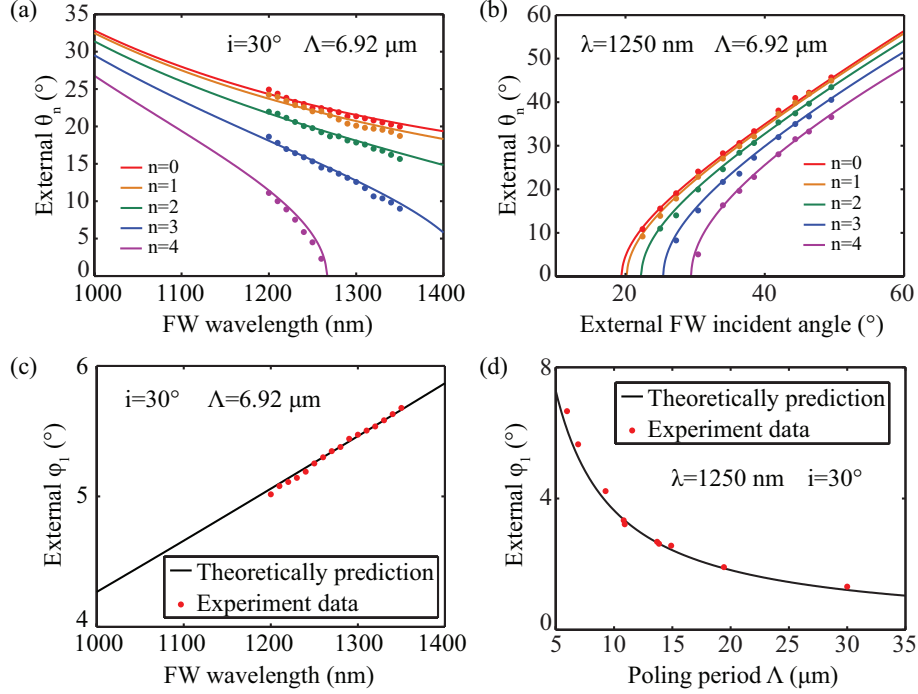 (a)
i=30° Λ=6.92 μm
External θn (°)
35
30
25
20
15
10
5
0
n=0
n=1
n=2
n=3
n=4
1000 1100 1200 1300 1400
FW wavelength (nm)
(b)
λ=1250 nm Λ=6.92 μm
External θn (°)
60
50
40
30
20
10
0
n=0
n=1
n=2
n=3
n=4
10 20 30 40 50 60
External FW incident angle (°)
(c)
i=30° Λ=6.92 μm
External φ1 (°)
6
5
4
Theoretically prediction
Experiment data
1000 1100 1200 1300 1400
FW wavelength (nm)
(d)
Theoretically prediction
Experiment data
λ=1250 nm i=30°
External φ1 (°)
8
4
0
5 10 15 20 25 30 35
Poling period Λ (μm)